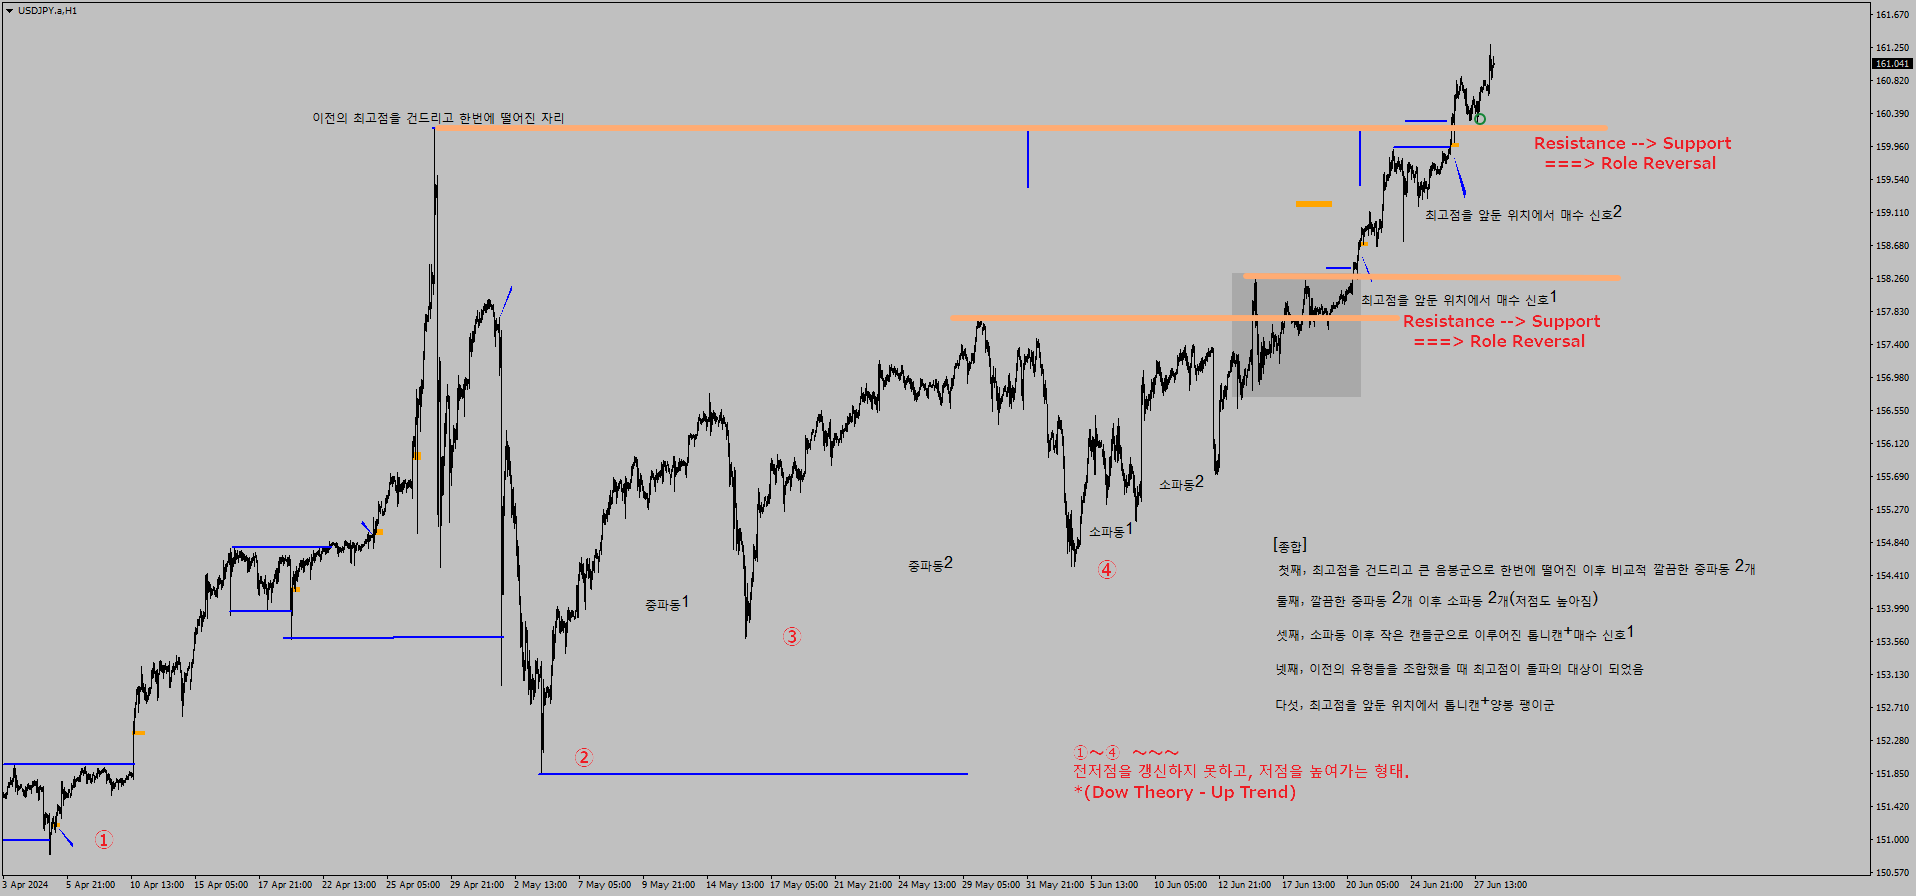 USDJPY.a,H1
161.670
161.250
161.041
160.820
160.390
159.960
159.540
159.110
158.680
158.260
157.830
157.400
156.980
156.550
156.120
155.690
155.270
154.840
154.410
153.990
153.560
153.130
152.710
152.280
151.850
151.420
151.000
150.570
이전의 최고점을 건드리고 한번에 떨어진 자리
Resistance --> Support
===> Role Reversal
최고점을 앞둔 위치에서 매수 신호2
최고점을 앞둔 위치에서 매수 신호1
Resistance --> Support
===> Role Reversal
소파동2
소파동1
중파동2
④
중파동1
③
②
①
[종합]
첫째, 최고점을 건드리고 큰 음봉군으로 한번에 떨어진 이후 비교적 깔끔한 중파동 2개
둘째, 깔끔한 중파동 2개 이후 소파동 2개(저점도 높아짐)
셋째, 소파동 이후 작은 캔들군으로 이루어진 톱니캔+매수 신호1
넷째, 이전의 유형들을 조합했을 때 최고점이 돌파의 대상이 되었음
다섯, 최고점을 앞둔 위치에서 톱니캔+양봉 팽이군
①~④ ~~~
전저점을 갱신하지 못하고, 저점을 높여가는 형태.
*(Dow Theory - Up Trend)
3 Apr 2024
5 Apr 21:00
10 Apr 13:00
15 Apr 05:00
17 Apr 21:00
22 Apr 13:00
25 Apr 05:00
29 Apr 21:00
2 May 13:00
7 May 05:00
9 May 21:00
14 May 13:00
17 May 05:00
21 May 21:00
24 May 13:00
29 May 05:00
31 May 21:00
5 Jun 13:00
10 Jun 05:00
12 Jun 21:00
17 Jun 13:00
20 Jun 05:00
24 Jun 21:00
27 Jun 13:00